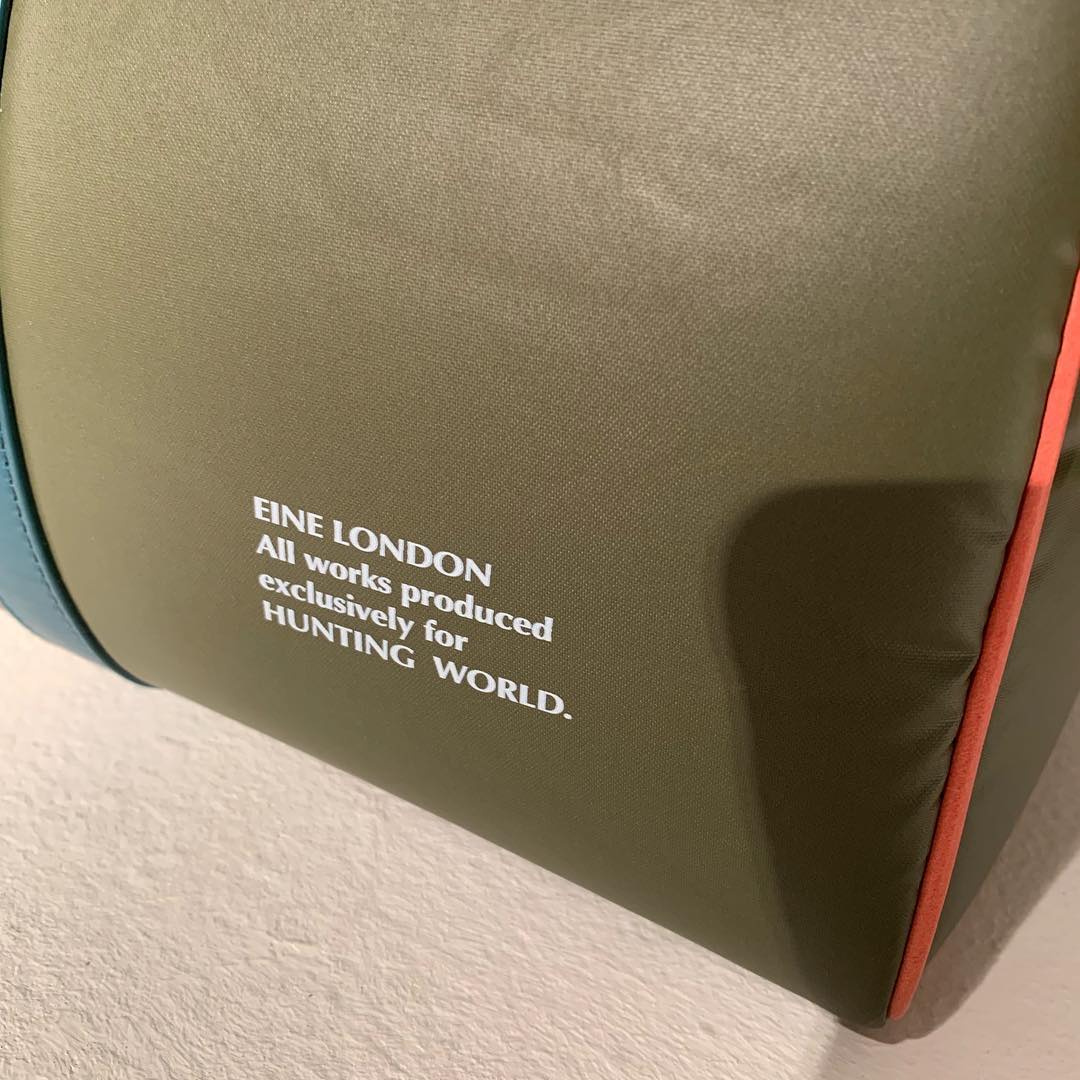 EINE LONDON
All works produced
exclusively for
HUNTING WORLD.